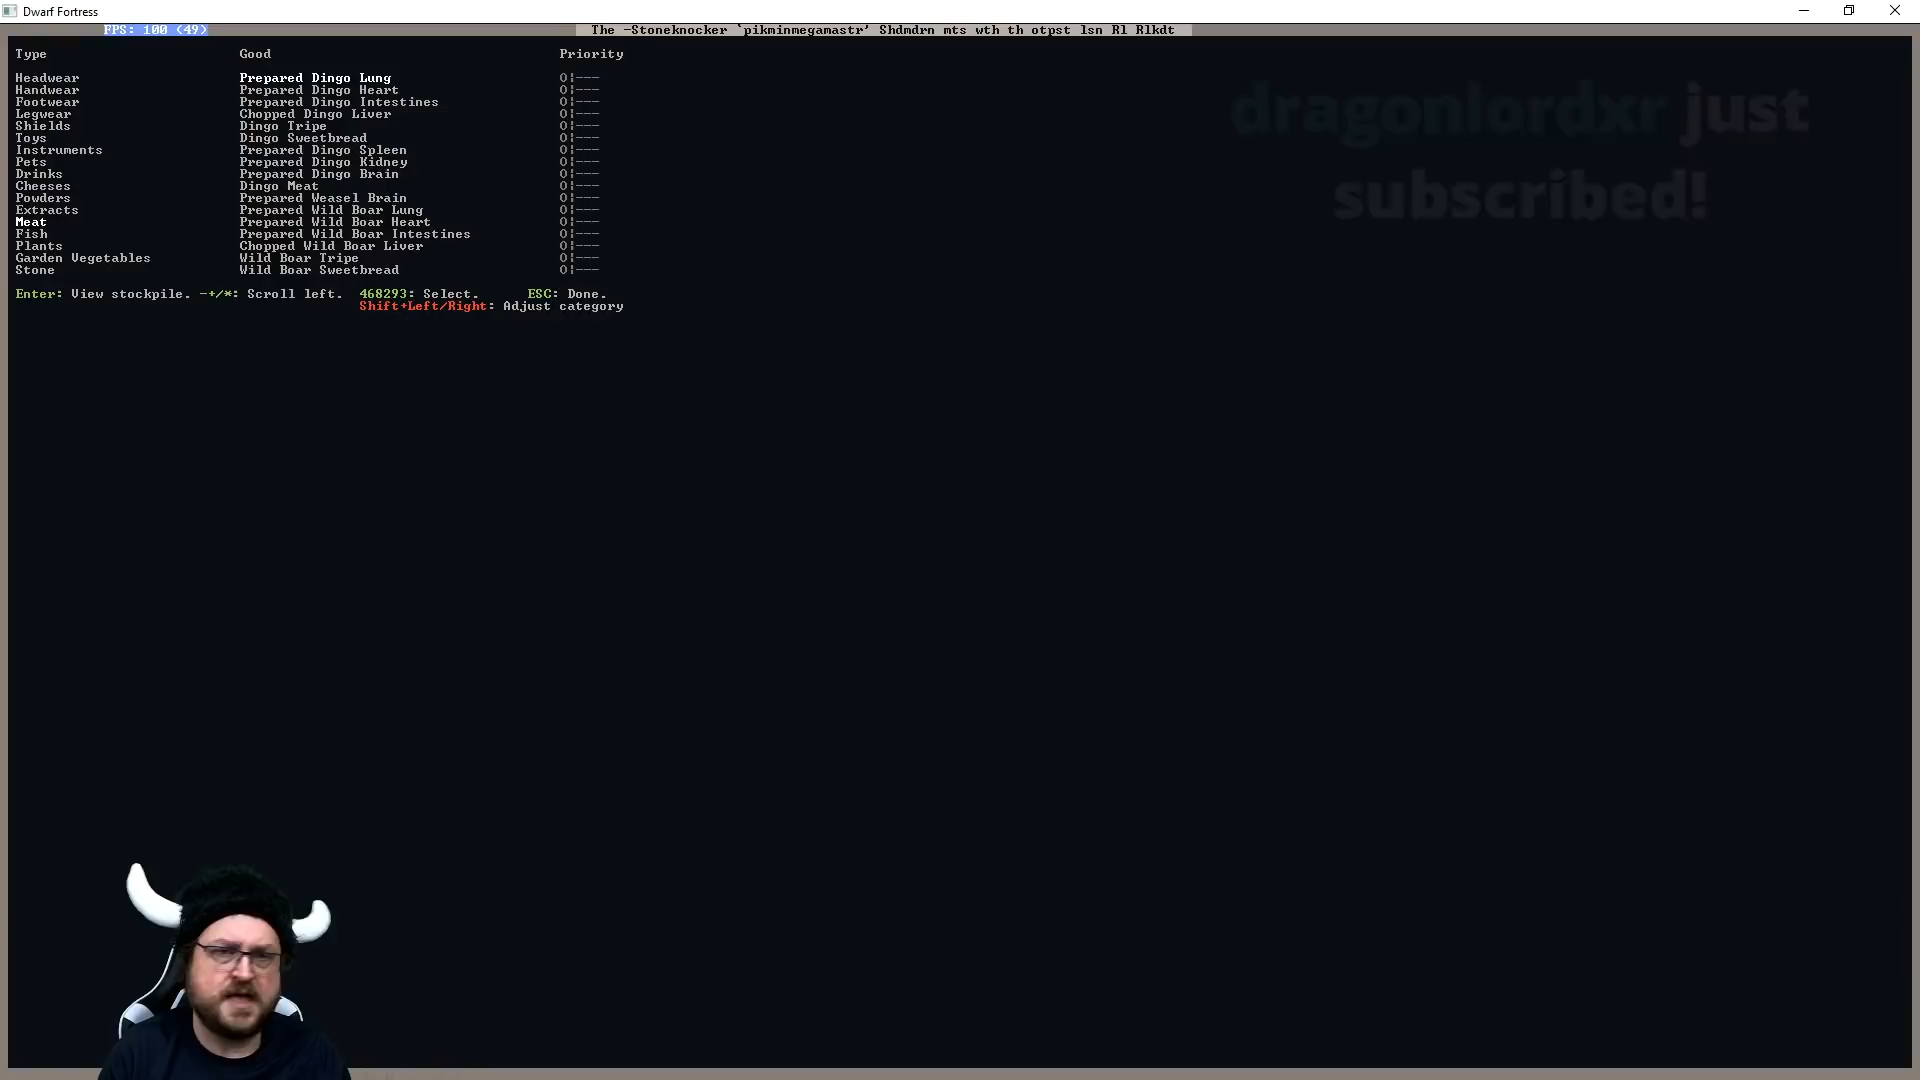 Dwarf Fortress
FPS: 100 (49)
The -Stoneknocker `pikminmegamastr' Shdmdrn mts wth th otpst lsn Rl Rlkdt
Type Good Priority
Headwear Prepared Dingo Lung 0|---
Handwear Prepared Dingo Heart 0|---
Footwear Prepared Dingo Intestines 0|---
Legwear Chopped Dingo Liver 0|---
Shields Dingo Tripe 0|---
Toys Dingo Sweetbread 0|---
Instruments Prepared Dingo Spleen 0|---
Pets Prepared Dingo Kidney 0|---
Drinks Prepared Dingo Brain 0|---
Cheeses Dingo Meat 0|---
Powders Prepared Weasel Brain 0|---
Extracts Prepared Wild Boar Lung 0|---
Meat Prepared Wild Boar Heart 0|---
Fish Prepared Wild Boar Intestines 0|---
Plants Chopped Wild Boar Liver 0|---
Garden Vegetables Wild Boar Tripe 0|---
Stone Wild Boar Sweetbread 0|---
Enter: View stockpile. -+/*: Scroll left. 468293: Select. ESC: Done.
Shift+Left/Right: Adjust category
dragonlordxr just
subscribed!